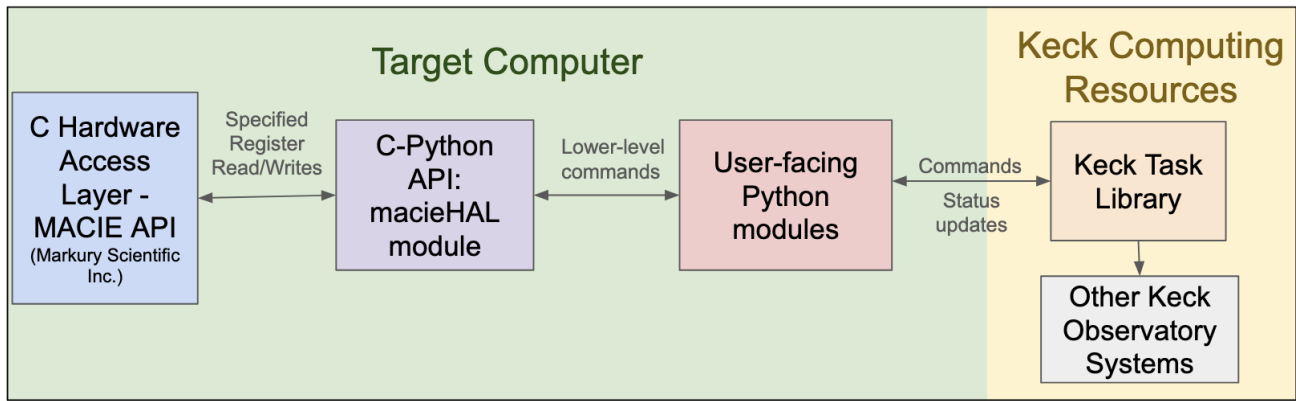 Target Computer
Keck Computing
Resources
C Hardware
Access
Layer -
MACIE API
(Markury Scientific
Inc.)
Specified
Register
Read/Writes
C-Python
API:
macieHAL
module
Lower-level
commands
User-facing
Python
modules
Commands
Status
updates
Keck Task
Library
Other Keck
Observatory
Systems